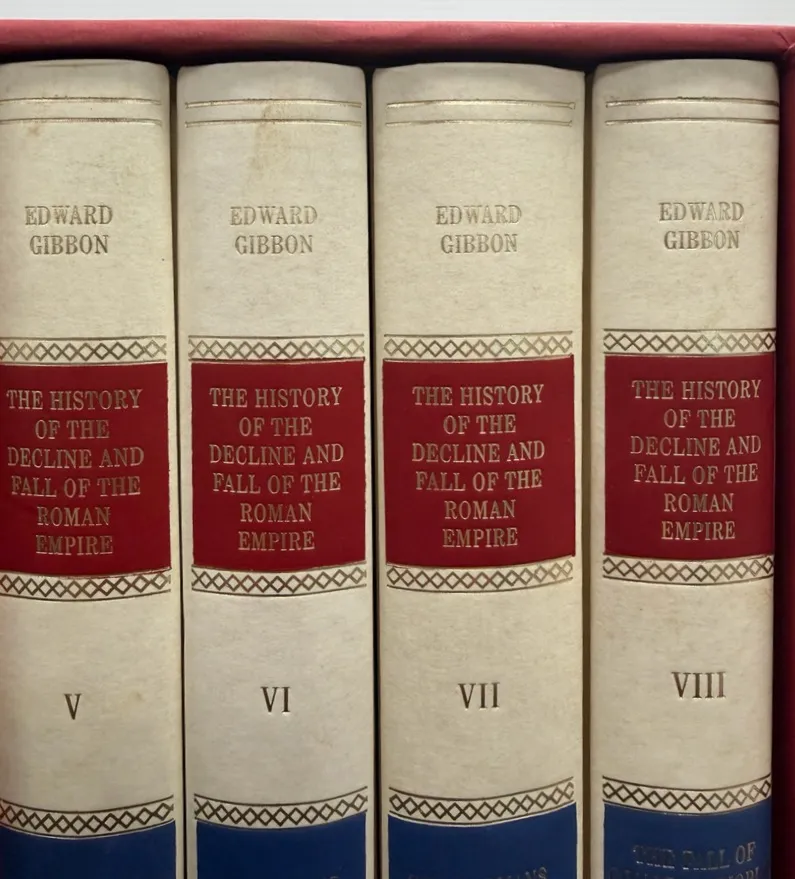 EDWARD
GIBBON
THE HISTORY
OF THE
DECLINE AND
FALL OF THE
ROMAN
EMPIRE
V
EDWARD
GIBBON
THE HISTORY
OF THE
DECLINE AND
FALL OF THE
ROMAN
EMPIRE
VI
EDWARD
GIBBON
THE HISTORY
OF THE
DECLINE AND
FALL OF THE
ROMAN
EMPIRE
VII
EDWARD
GIBBON
THE HISTORY
OF THE
DECLINE AND
FALL OF THE
ROMAN
EMPIRE
VIII
THE FALL OF